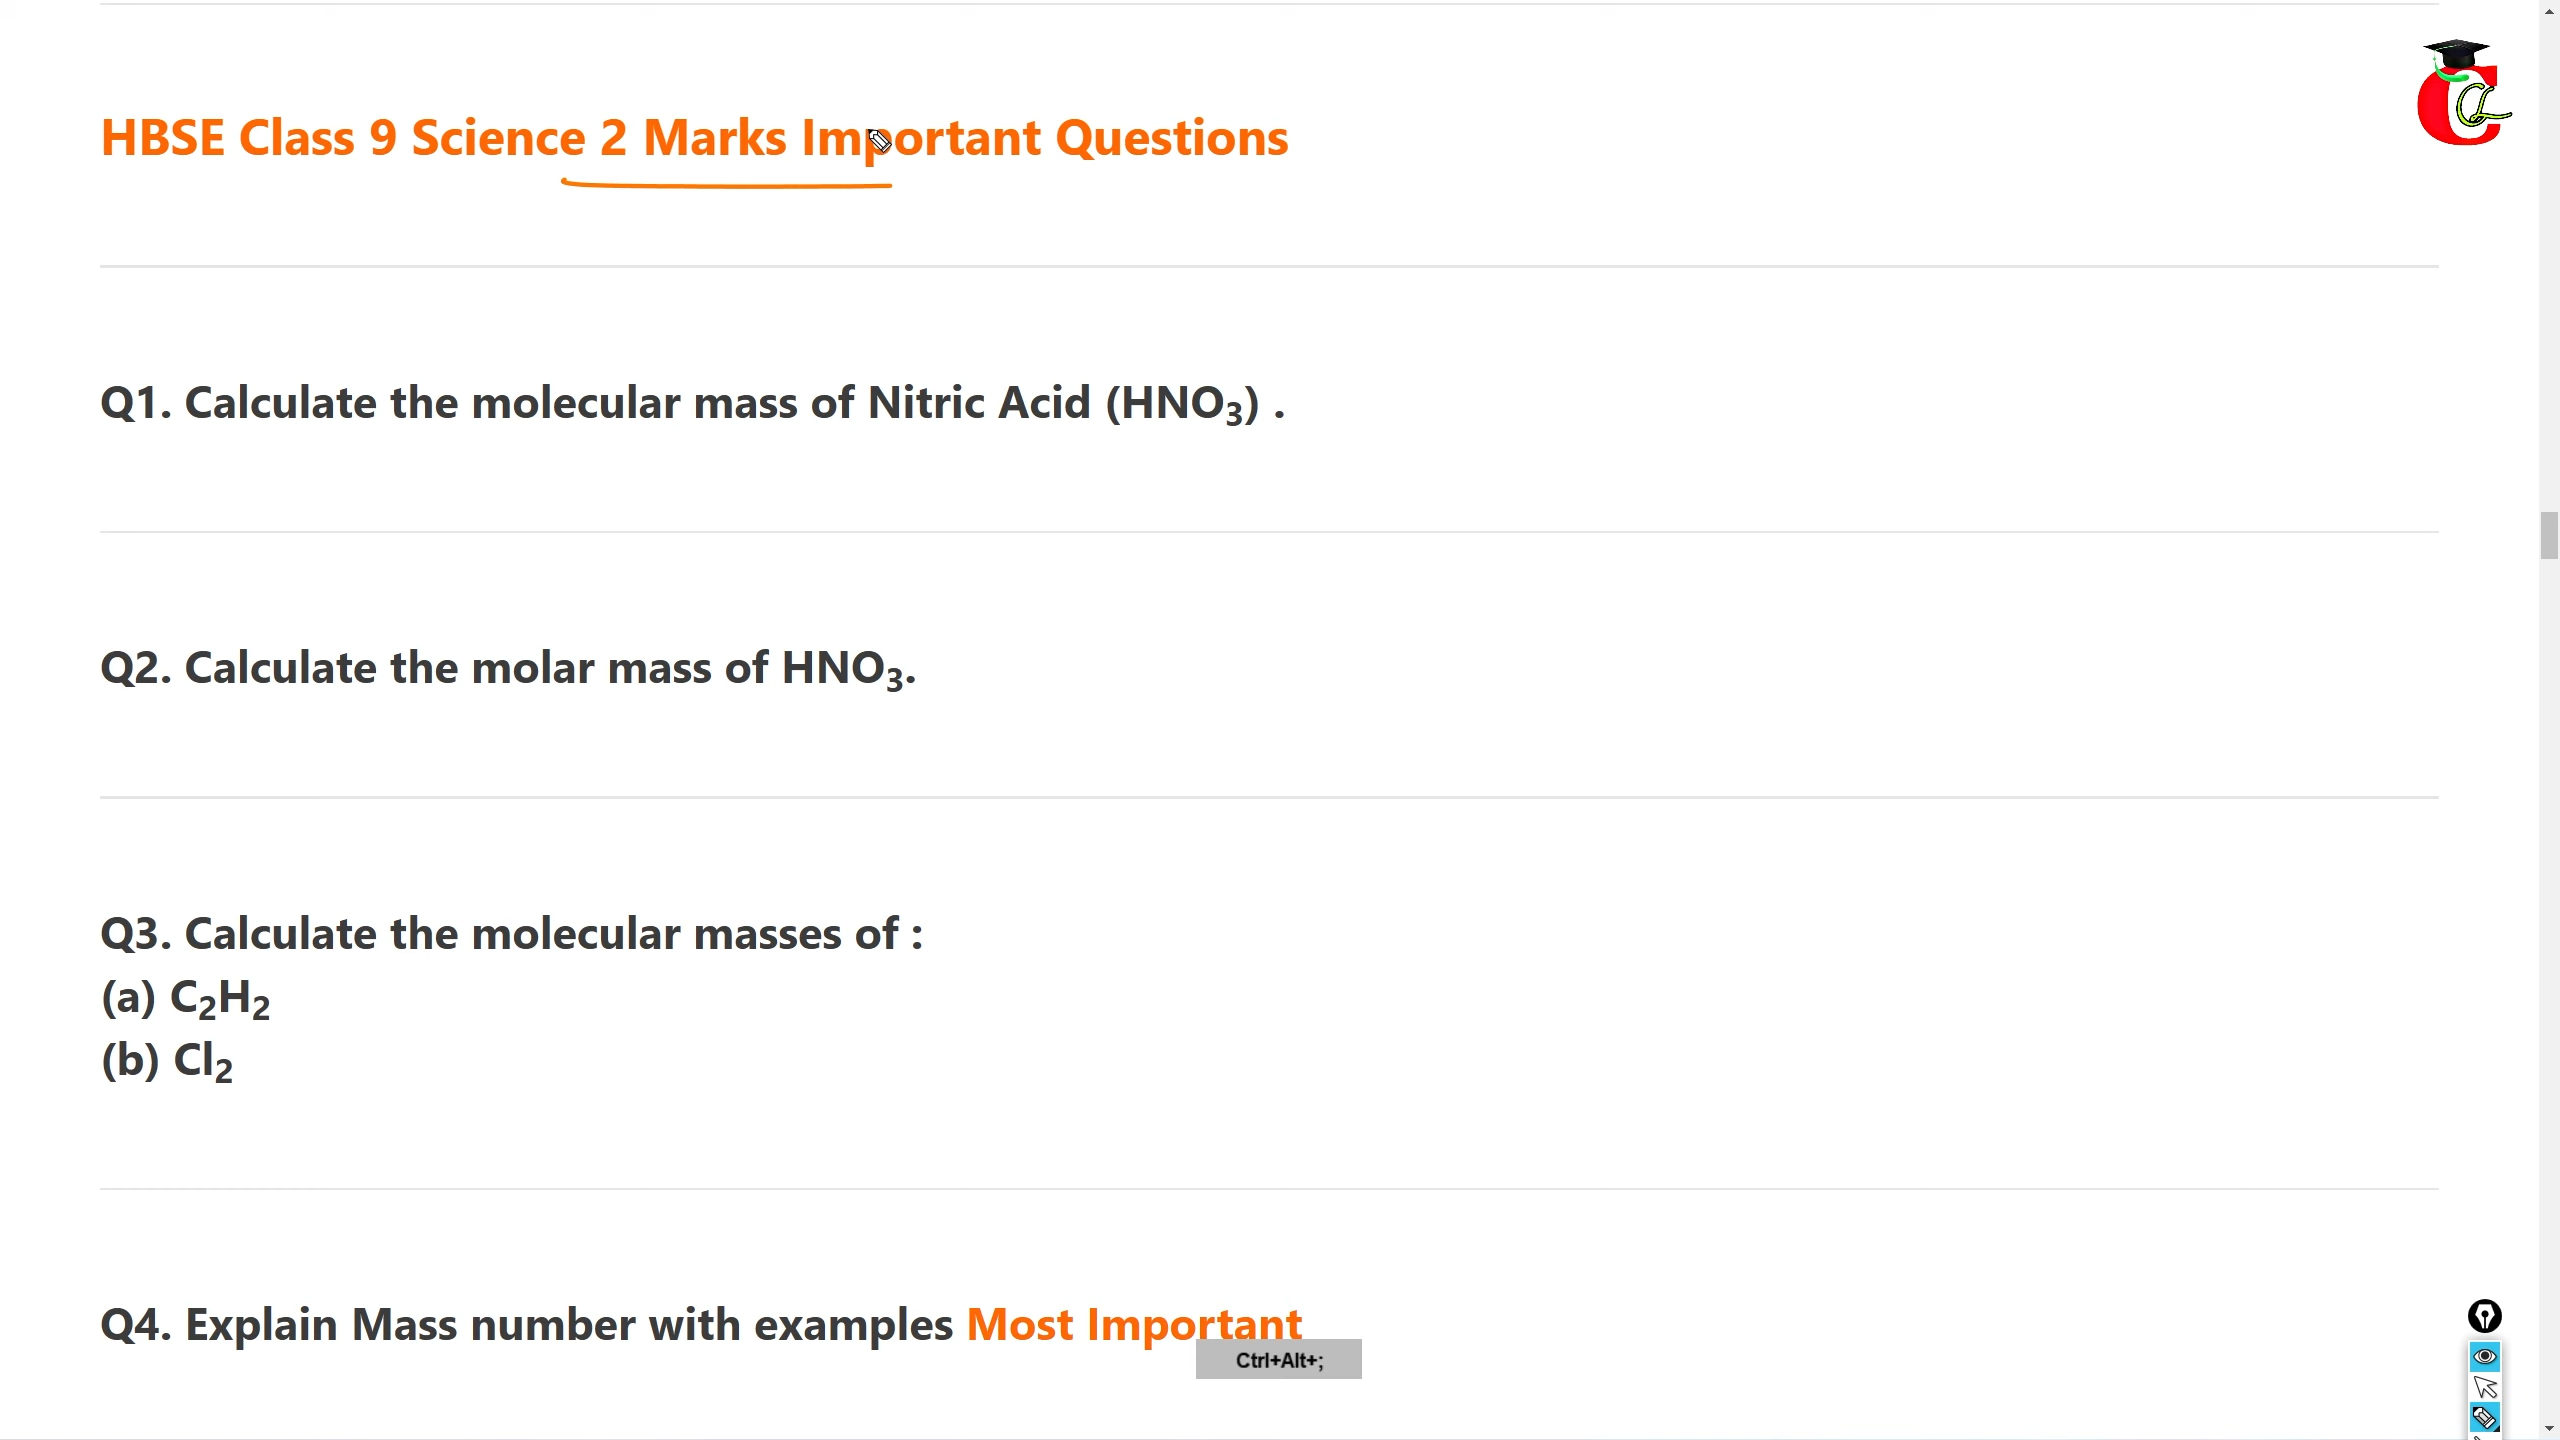 HBSE Class 9 Science 2 Marks Important Questions
Q1. Calculate the molecular mass of Nitric Acid (HNO₃) .
Q2. Calculate the molar mass of HNO₃.
Q3. Calculate the molecular masses of :
(a) C₂H₂
(b) Cl₂
Q4. Explain Mass number with examples Most Important
Ctrl+Alt+;